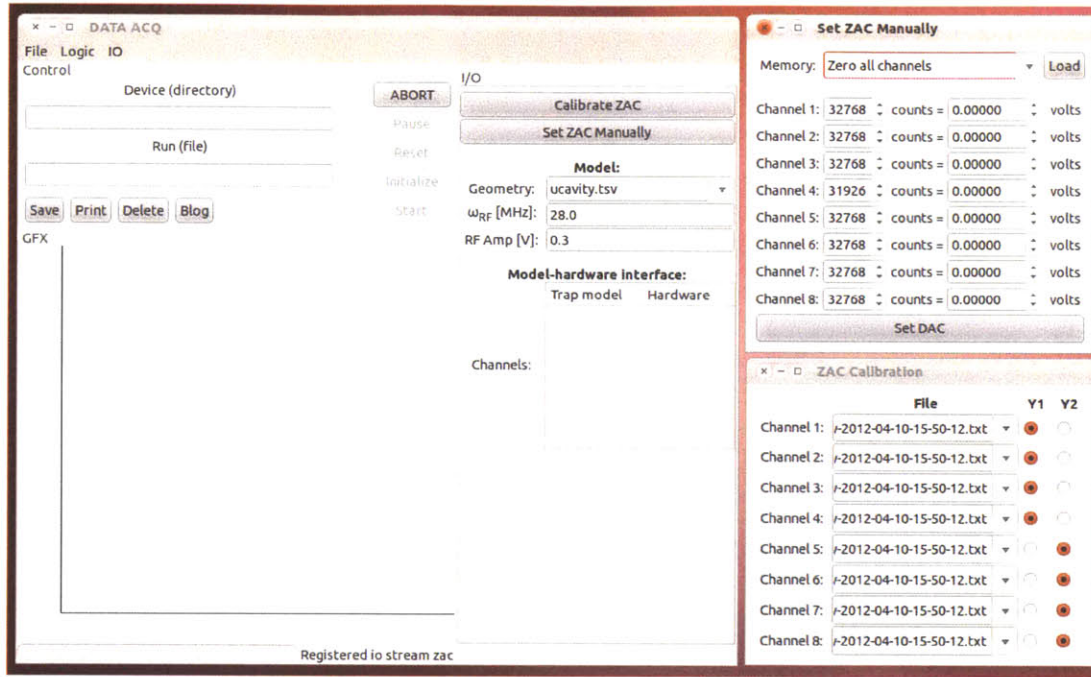 DATA ACQ
File Logic IO
Control
Device (directory)
Run (file)
Save Print Delete Blog
GFX
ABORT
Pause
Reset
Initialize
Start
I/O
Calibrate ZAC
Set ZAC Manually
Model:
Geometry: ucavity.tsv
ωRF [MHz]: 28.0
RF Amp [V]: 0.3
Model-hardware interface:
Trap model Hardware
Channels:
Registered io stream zac
Set ZAC Manually
Memory: Zero all channels Load
Channel 1: 32768 counts = 0.00000 volts
Channel 2: 32768 counts = 0.00000 volts
Channel 3: 32768 counts = 0.00000 volts
Channel 4: 31926 counts = 0.00000 volts
Channel 5: 32768 counts = 0.00000 volts
Channel 6: 32768 counts = 0.00000 volts
Channel 7: 32768 counts = 0.00000 volts
Channel 8: 32768 counts = 0.00000 volts
Set DAC
ZAC Calibration
File Y1 Y2
Channel 1: -2012-04-10-15-50-12.txt
Channel 2: -2012-04-10-15-50-12.txt
Channel 3: -2012-04-10-15-50-12.txt
Channel 4: -2012-04-10-15-50-12.txt
Channel 5: -2012-04-10-15-50-12.txt
Channel 6: -2012-04-10-15-50-12.txt
Channel 7: -2012-04-10-15-50-12.txt
Channel 8: -2012-04-10-15-50-12.txt